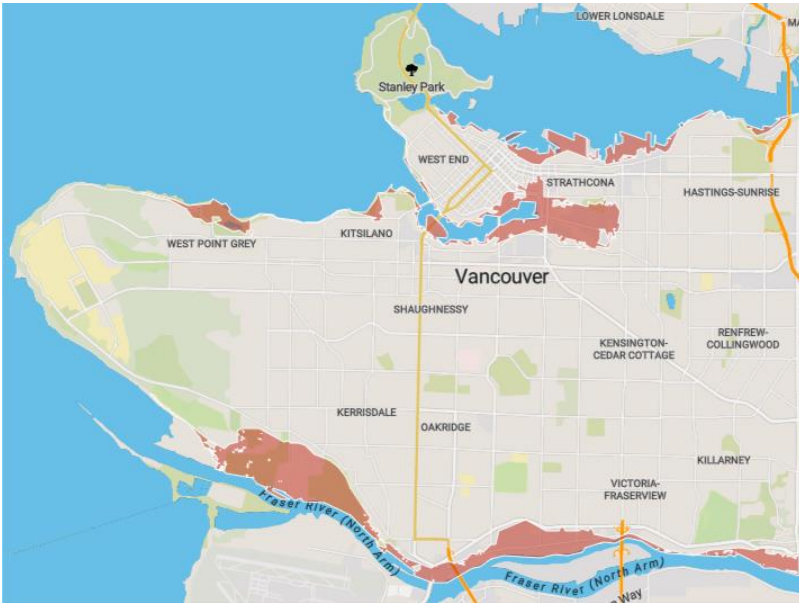 LOWER LONSDALE
MA
Stanley Park
WEST END
STRATHCONA
HASTINGS-SUNRISE
WEST POINT GREY
KITSILANO
Vancouver
SHAUGHNESSY
RENFREW-
COLLINGWOOD
KENSINGTON-
CEDAR COTTAGE
KERRISDALE
OAKRIDGE
KILLARNEY
VICTORIA-
FRASERVIEW
Fraser River (North Arm)
Fraser River (North Arm)
Way